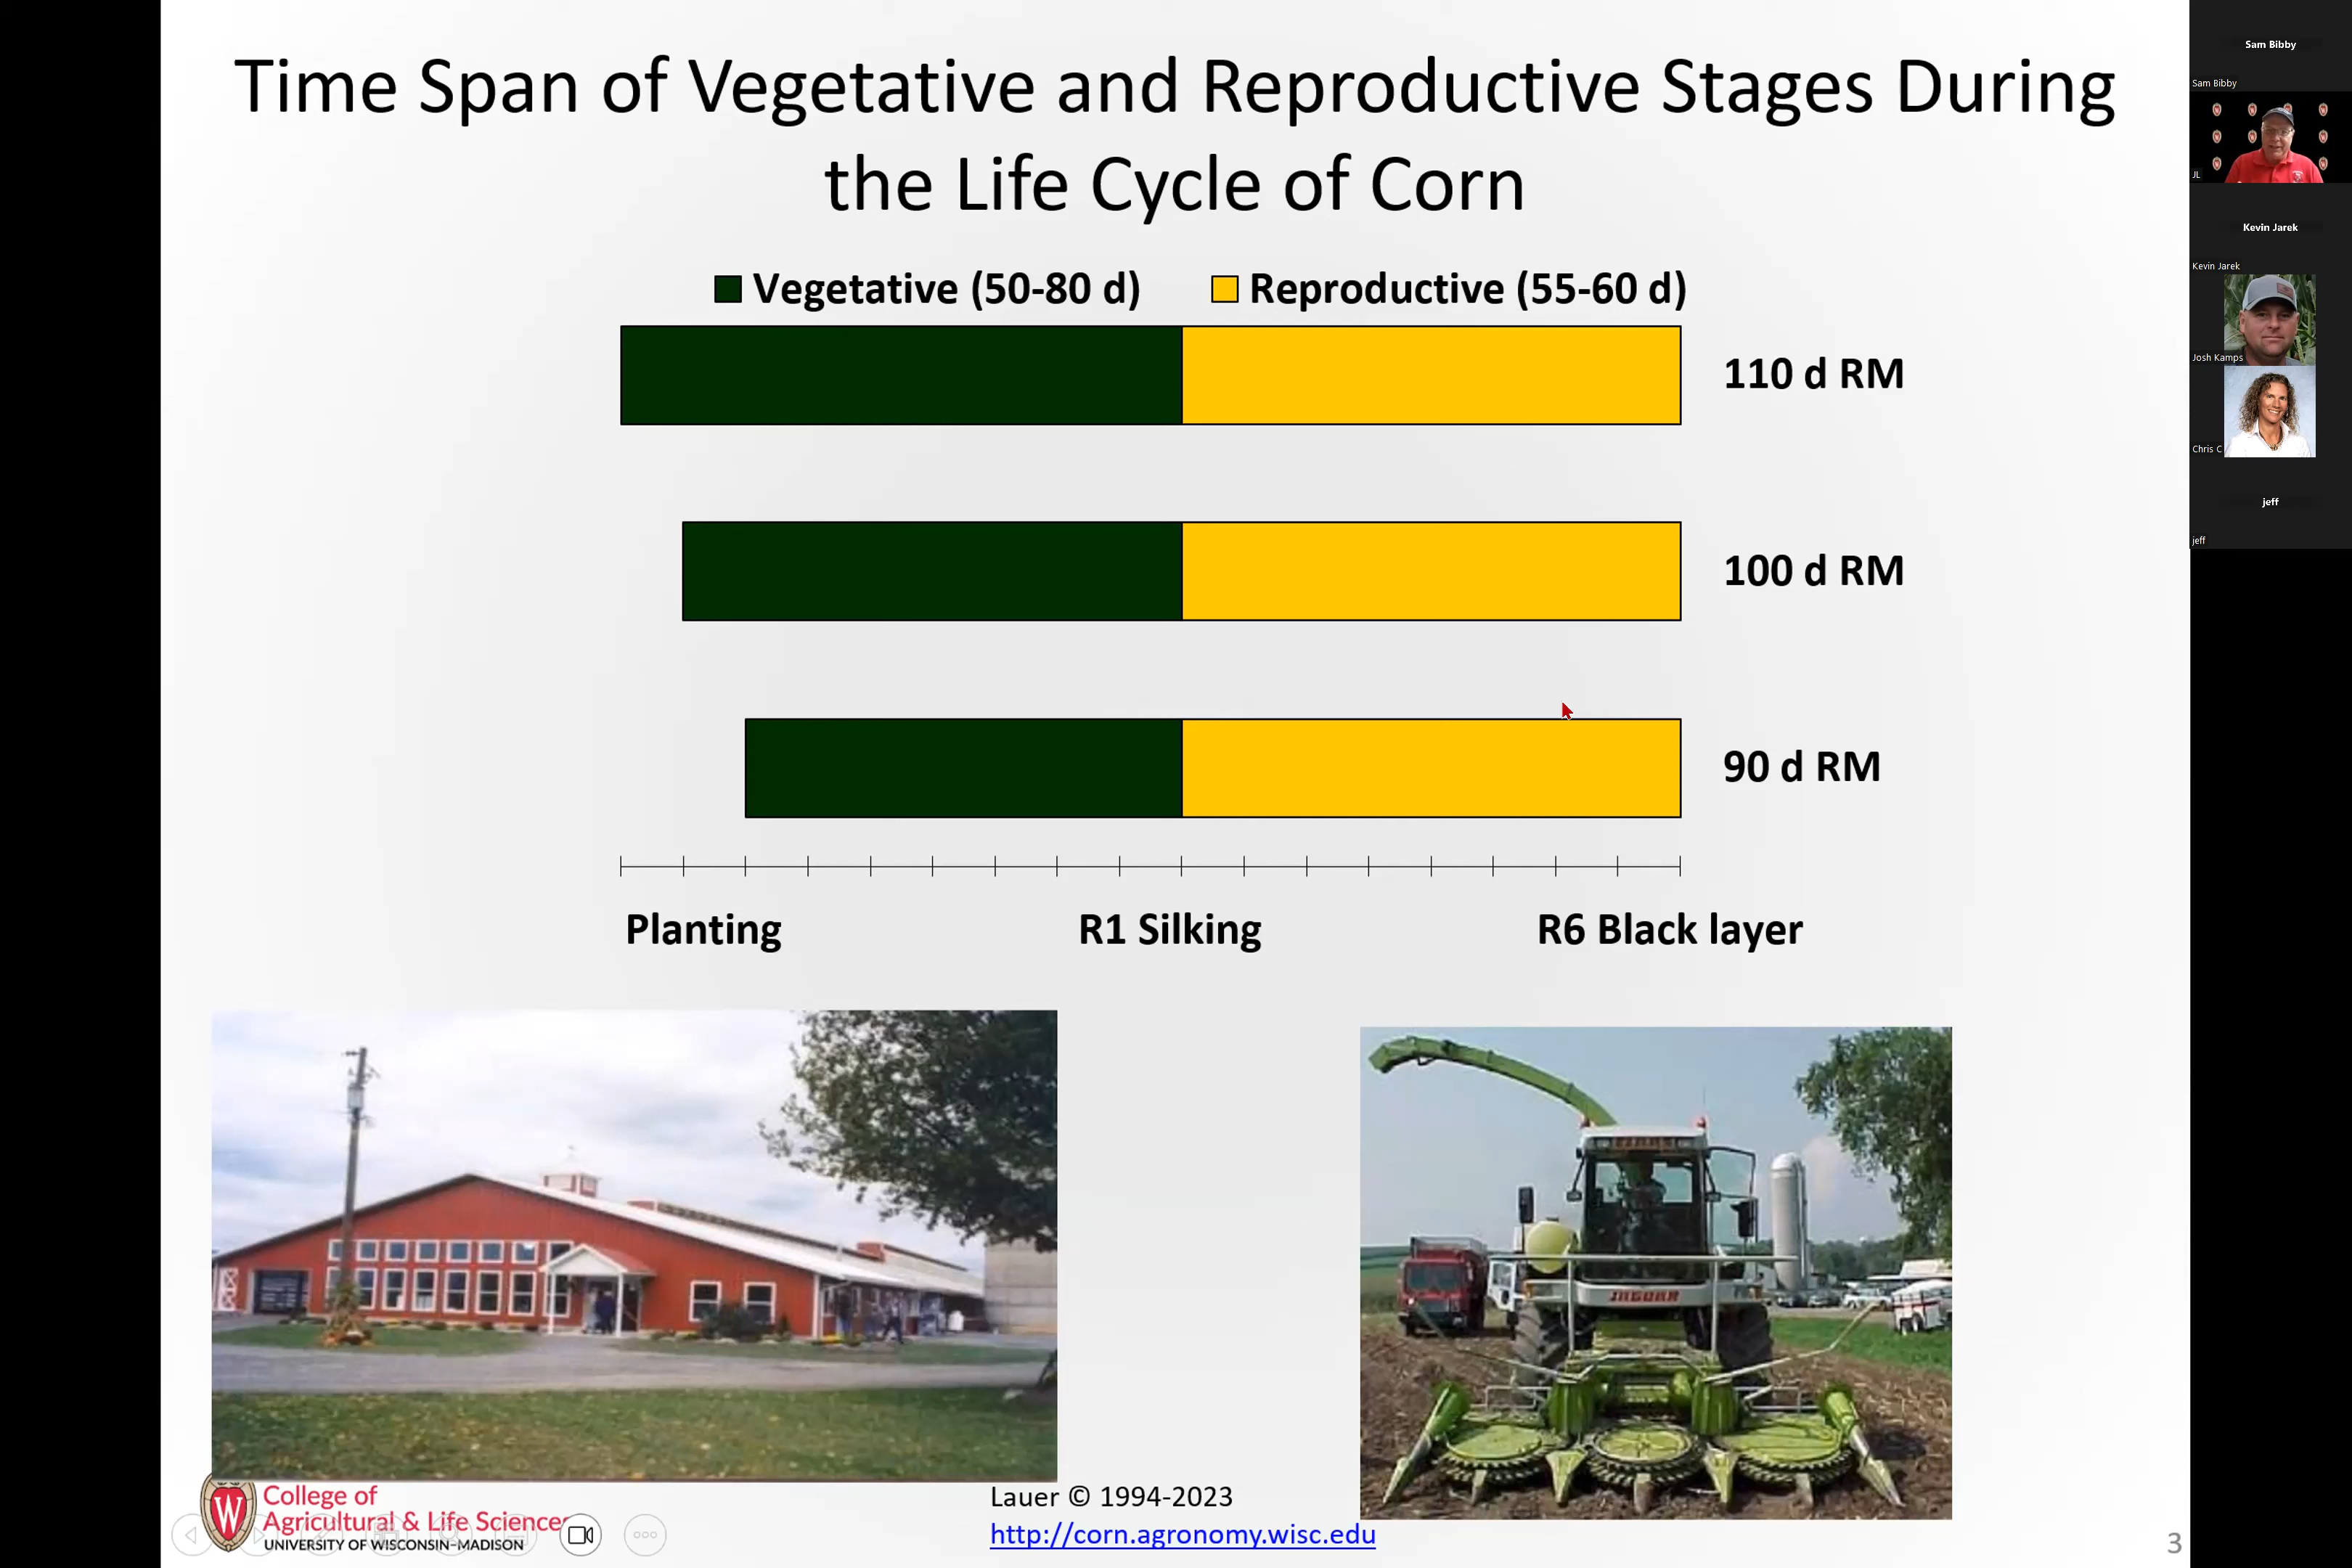 Time Span of Vegetative and Reproductive Stages During
the Life Cycle of Corn
Vegetative (50-80 d)
Reproductive (55-60 d)
110 d RM
100 d RM
90 d RM
Planting
R1 Silking
R6 Black layer
JAGUAR
College of
Agricultural & Life Sciences
UNIVERSITY OF WISCONSIN-MADISON
Lauer © 1994-2023
http://corn.agronomy.wisc.edu
3
Sam Bibby
Sam Bibby
JL
Kevin Jarek
Kevin Jarek
Josh Kamps
Chris C
jeff
jeff